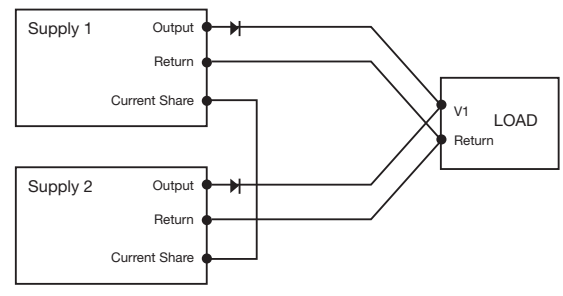 Supply 1
Output
Return
Current Share
V1
LOAD
Return
Supply 2
Output
Return
Current Share